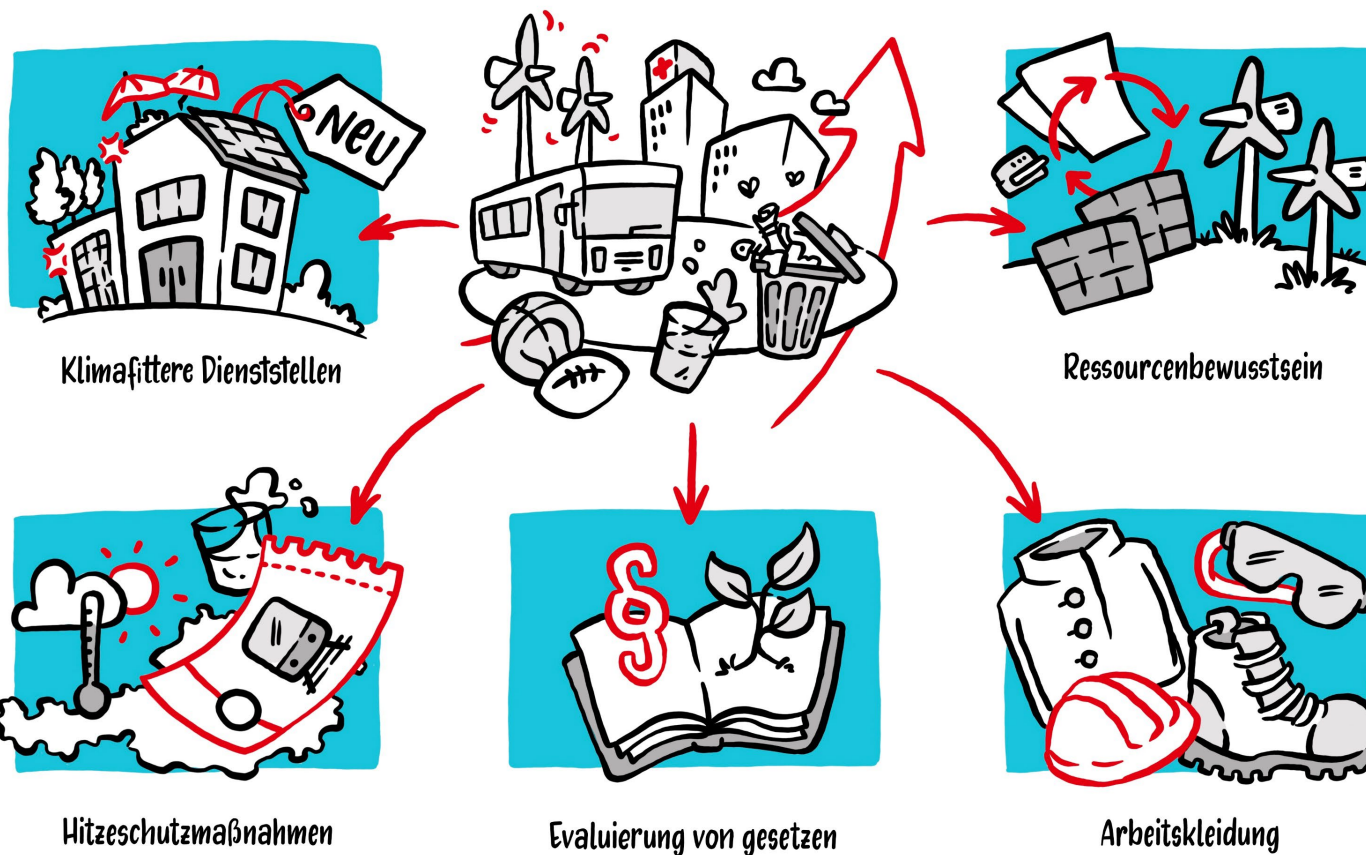 NEU
Klimafittere Dienststellen
Ressourcenbewusstsein
§
Hitzeschutzmaßnahmen
Evaluierung von gesetzen
Arbeitskleidung